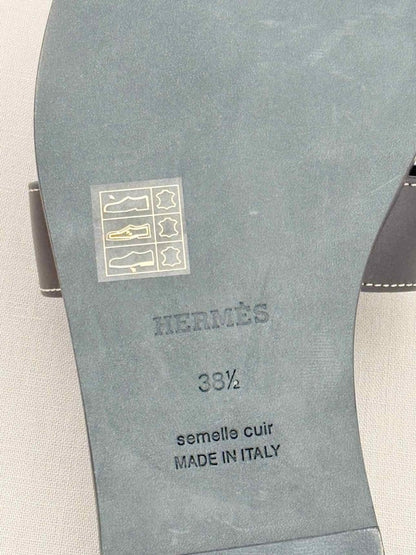 HERMÈS
38½
semelle cuir
MADE IN ITALY